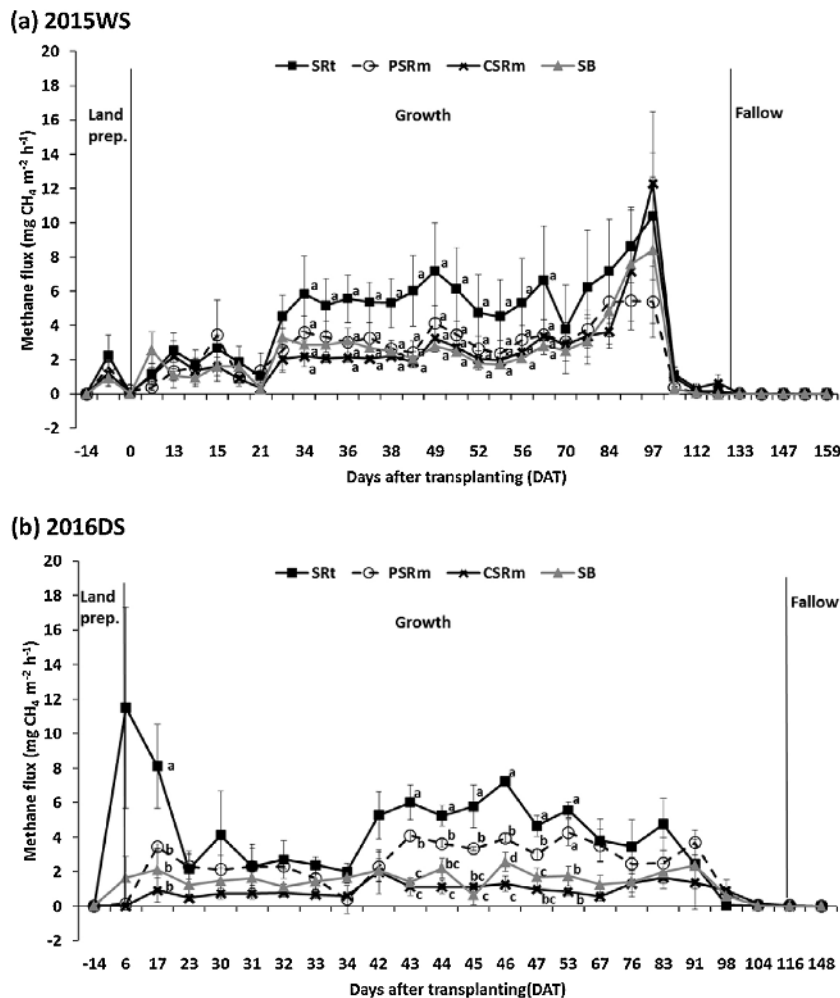 (a) 2015WS
20
18
16
14
12
10
8
6
4
2
0
-2
SRt PSRm CSRm SB
Land
prep.
Growth
Fallow
Methane flux (mg CH4 m-2 h-1)
a a a a a a a a a a a
a a a a a a a a a a a
a a a a a a a a a a a
-14 0 13 15 21 34 36 38 49 52 56 70 84 97 112 133 147 159
Days after transplanting (DAT)
(b) 2016DS
20
18
16
14
12
10
8
6
4
2
0
-2
SRt PSRm CSRm SB
Land
prep.
Growth
Fallow
Methane flux (mg CH4 m-2 h-1)
a a a a a a a
b b b b b b a
b bc d c b
b c c c c bc b
-14 6 17 23 30 31 32 33 34 42 43 44 45 46 47 53 67 76 83 91 98 104 116 148
Days after transplanting(DAT)